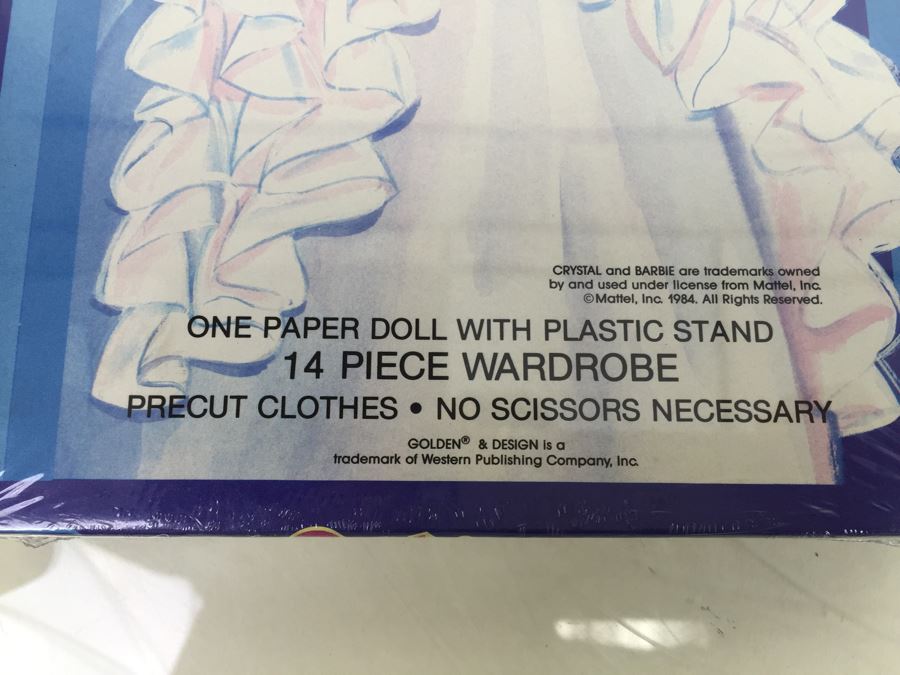 CRYSTAL and BARBIE are trademarks owned
by and used under license from Mattel, Inc.
©Mattel, Inc. 1984. All Rights Reserved.
ONE PAPER DOLL WITH PLASTIC STAND
14 PIECE WARDROBE
PRECUT CLOTHES • NO SCISSORS NECESSARY
GOLDEN® & DESIGN is a
trademark of Western Publishing Company, Inc.